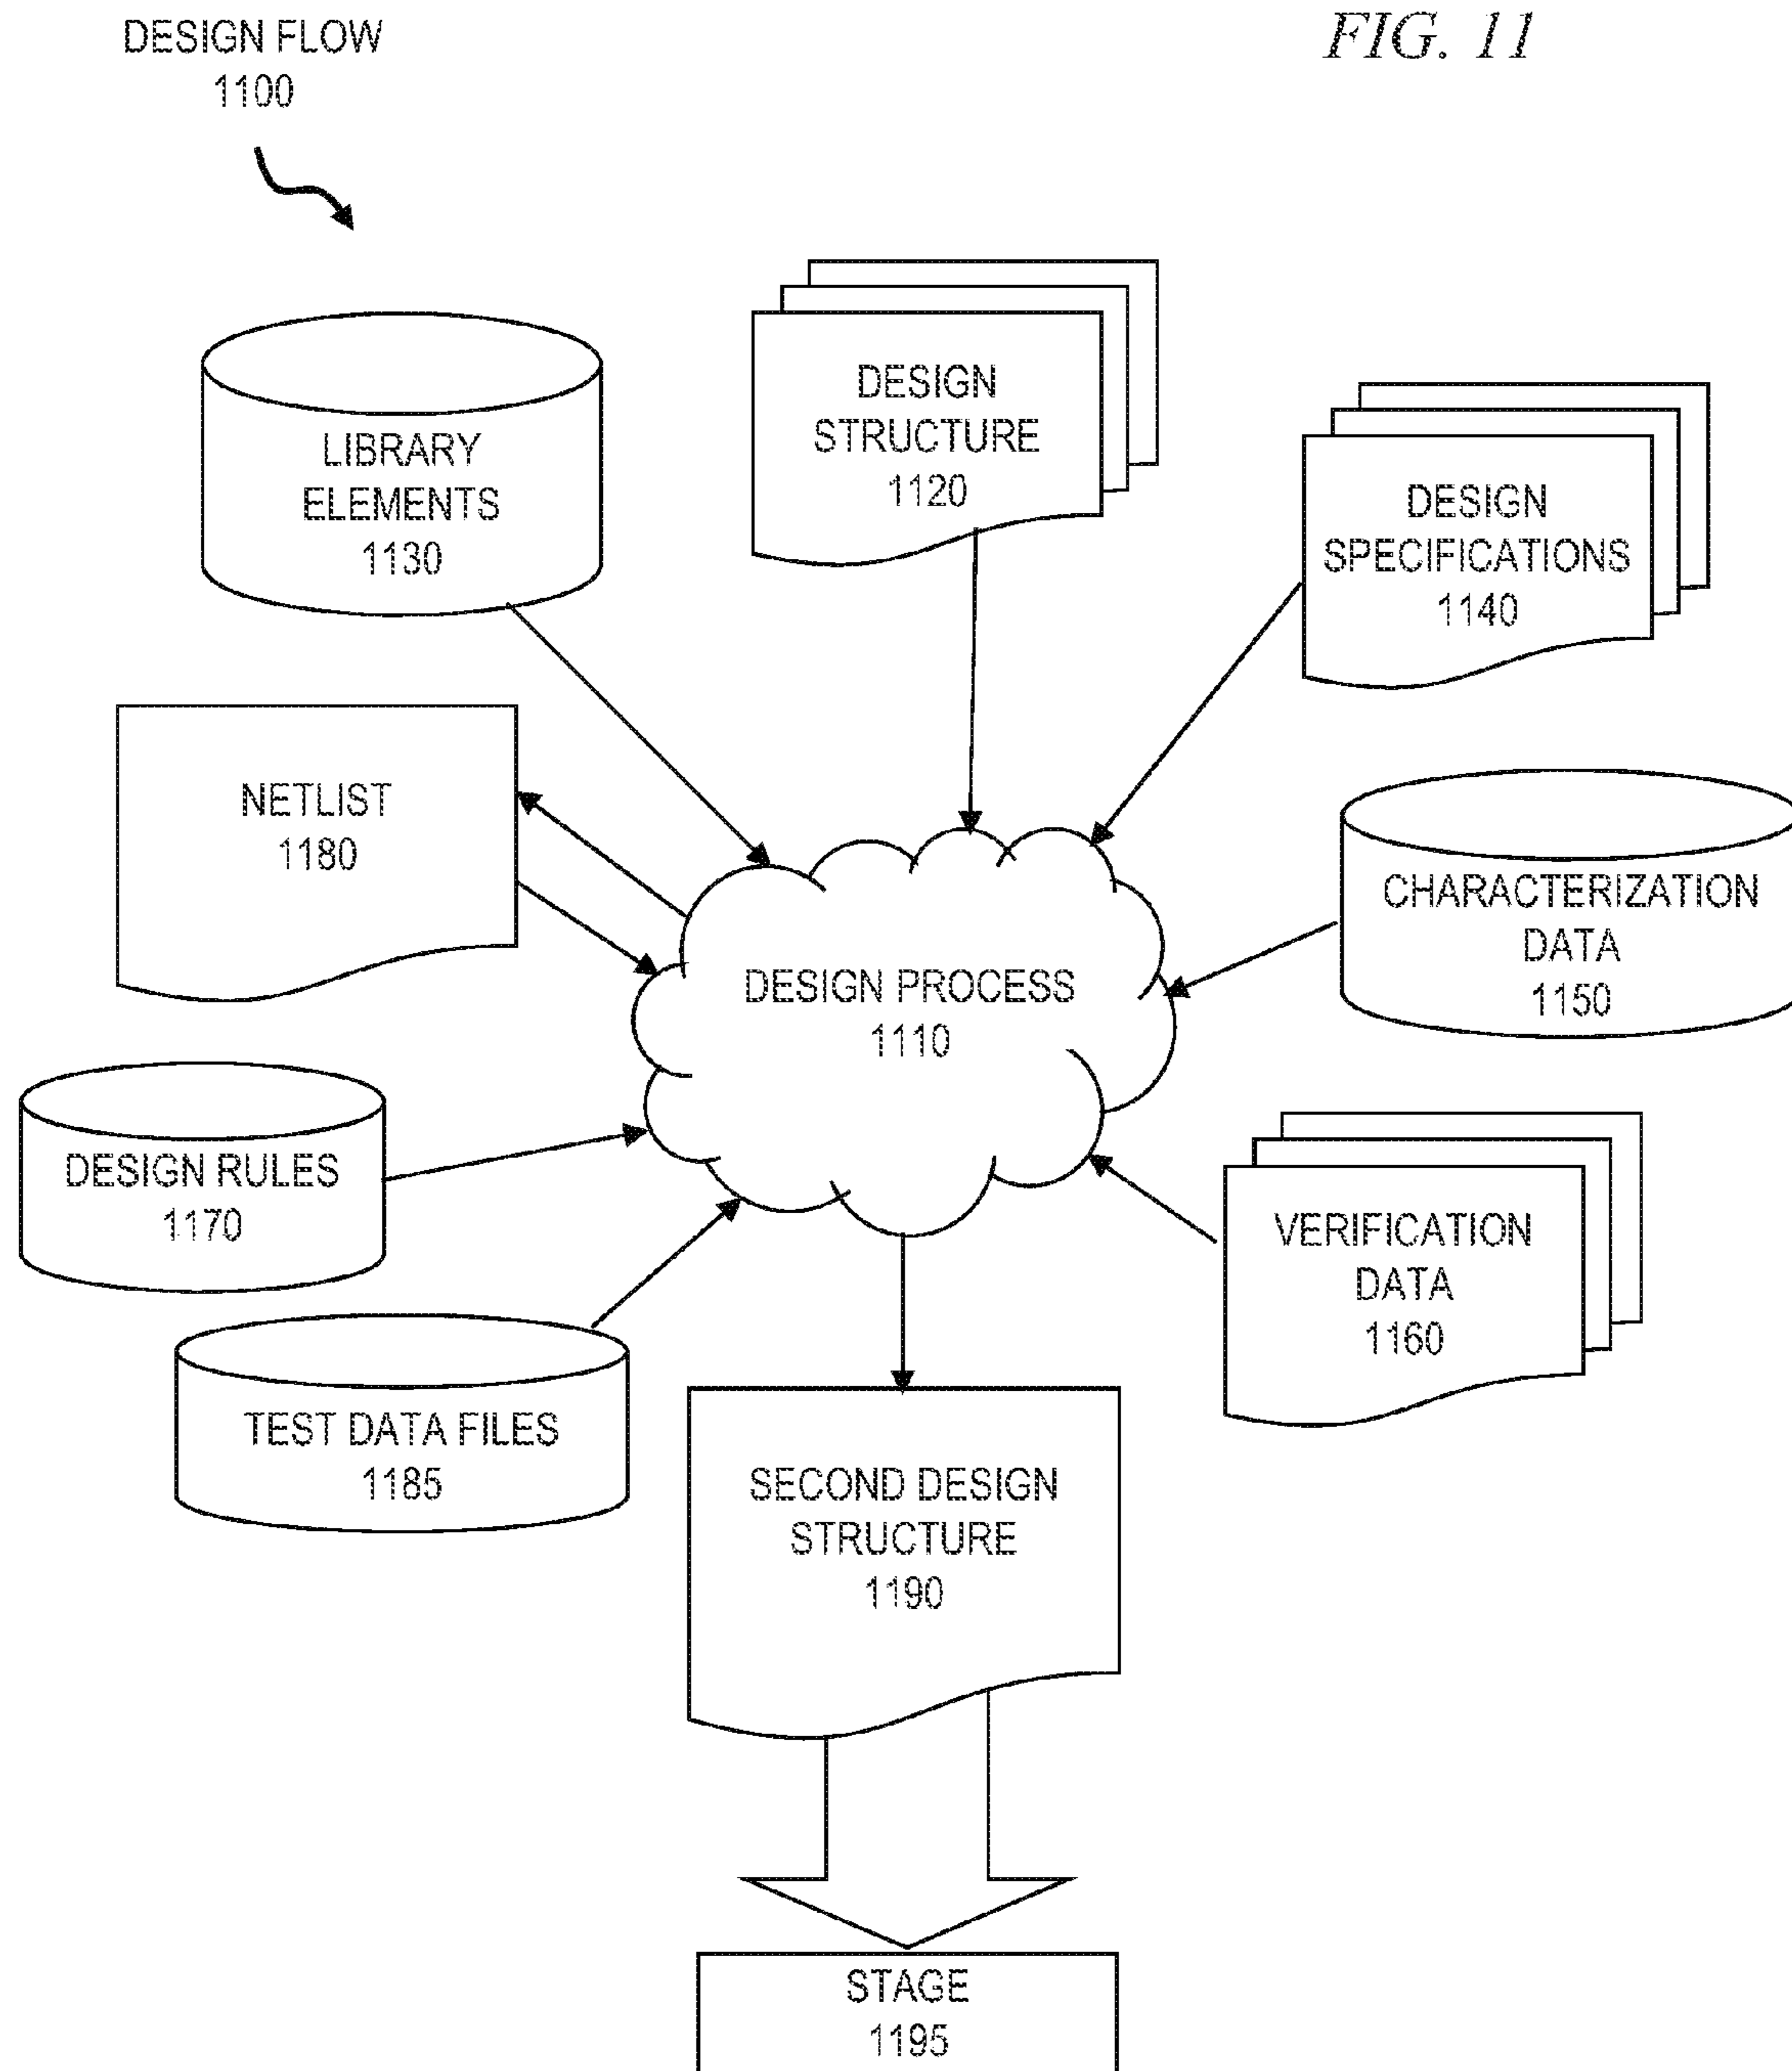 FIG. 11
DESIGN FLOW
1100
DESIGN
STRUCTURE
1120
LIBRARY
ELEMENTS
1130
DESIGN
SPECIFICATIONS
1140
NETLIST
1180
CHARACTERIZATION
DATA
1150
DESIGN PROCESS
1110
DESIGN RULES
1170
VERIFICATION
DATA
1160
TEST DATA FILES
1185
SECOND DESIGN
STRUCTURE
1190
STAGE
1195